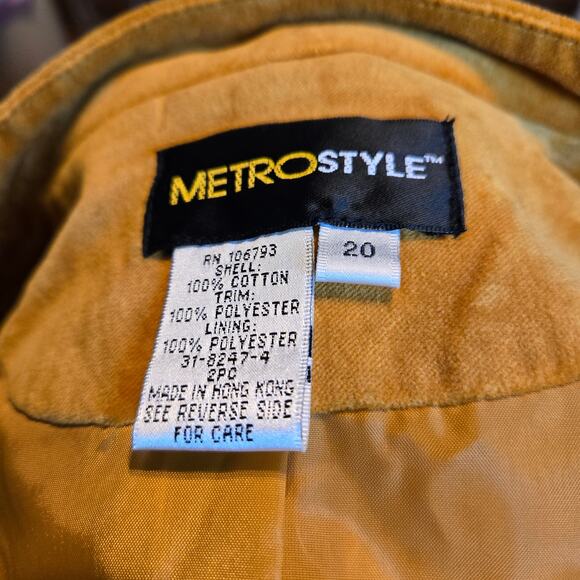 METROSTYLE™
20
RN 106793
SHELL:
100% COTTON
TRIM:
100% POLYESTER
LINING:
100% POLYESTER
31-8247-4
2PC
MADE IN HONG KONG
SEE REVERSE SIDE
FOR CARE